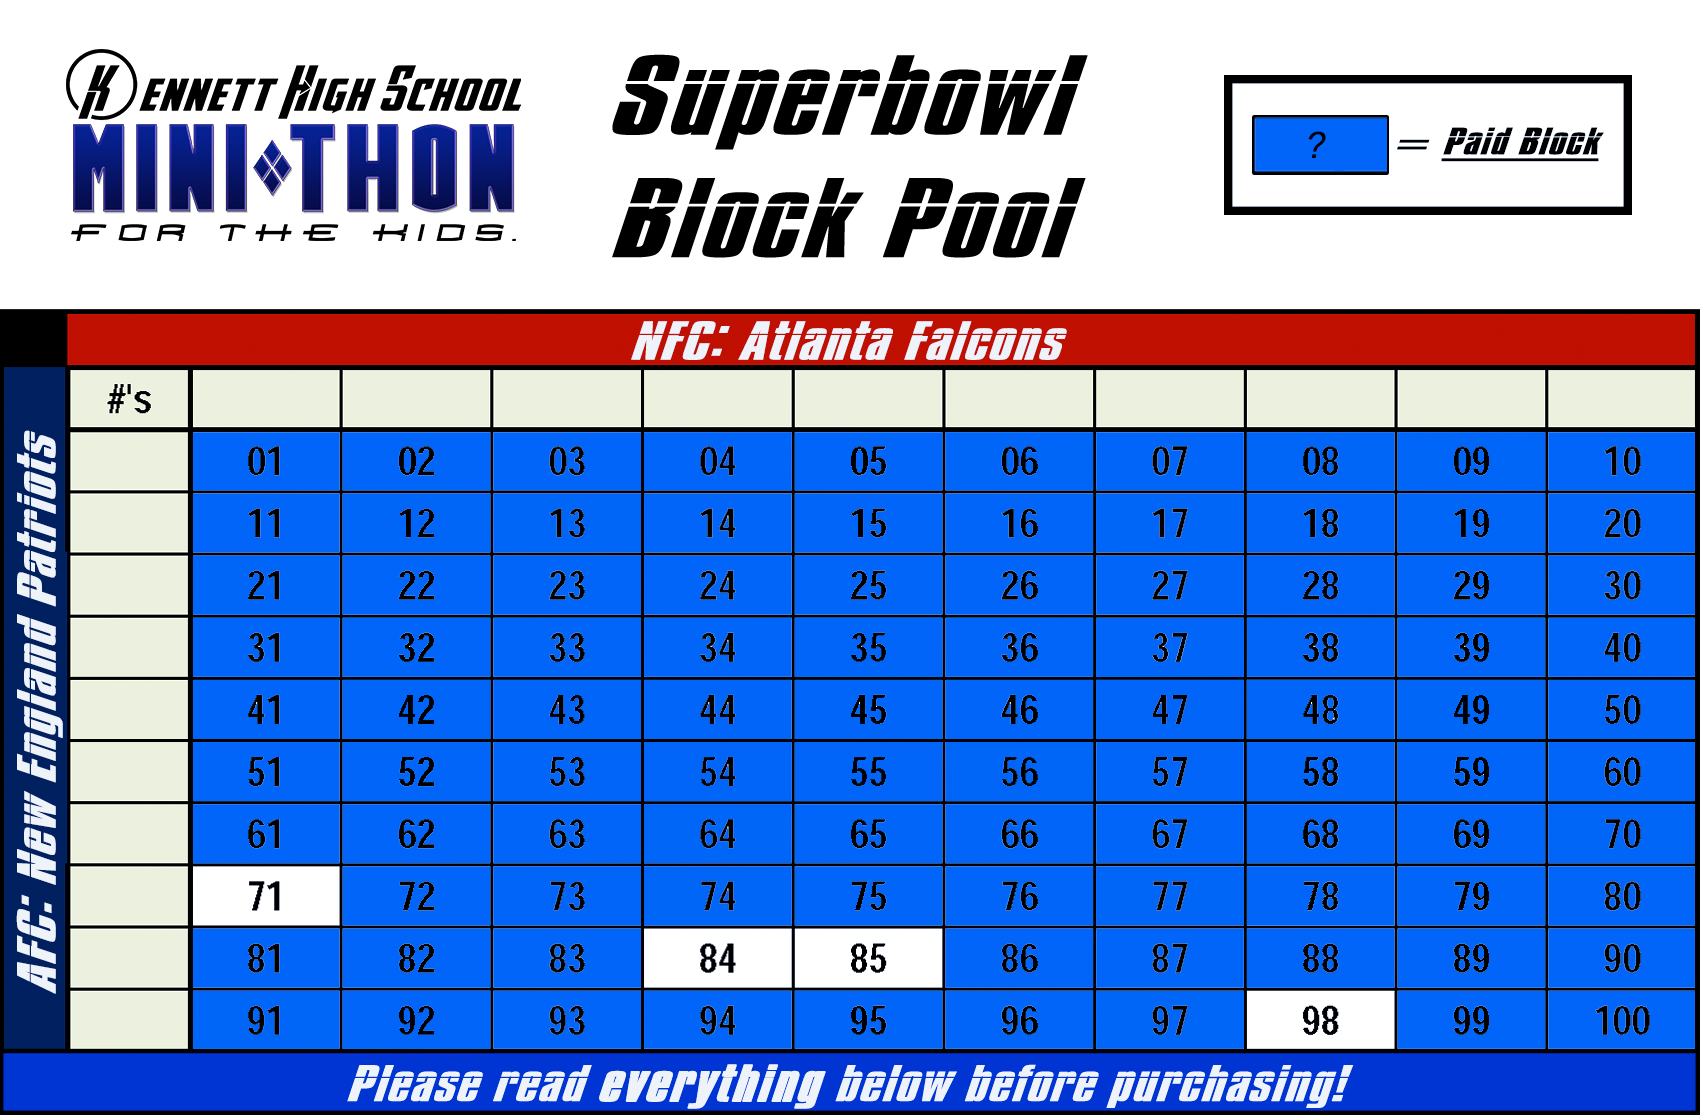 KENNETT HIGH SCHOOL
MINI THON
FOR THE KIDS.
Superbowl
Block Pool
? = Paid Block
NFC: Atlanta Falcons
AFC: New England Patriots
#'s
01 02 03 04 05 06 07 08 09 10
11 12 13 14 15 16 17 18 19 20
21 22 23 24 25 26 27 28 29 30
31 32 33 34 35 36 37 38 39 40
41 42 43 44 45 46 47 48 49 50
51 52 53 54 55 56 57 58 59 60
61 62 63 64 65 66 67 68 69 70
71 72 73 74 75 76 77 78 79 80
81 82 83 84 85 86 87 88 89 90
91 92 93 94 95 96 97 98 99 100
Please read everything below before purchasing!